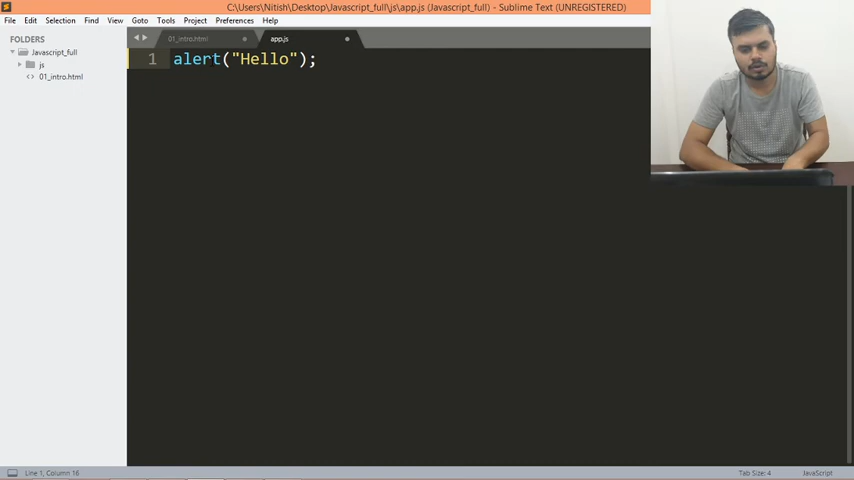 C:\Users\Nitish\Desktop\Javascript_full\js\app.js (Javascript_full) - Sublime Text (UNREGISTERED)
File Edit Selection Find View Goto Tools Project Preferences Help
FOLDERS
Javascript_full
js
01_intro.html
01_intro.html app.js
1 alert("Hello");
Line 1, Column 16 Tab Size: 4 JavaScript